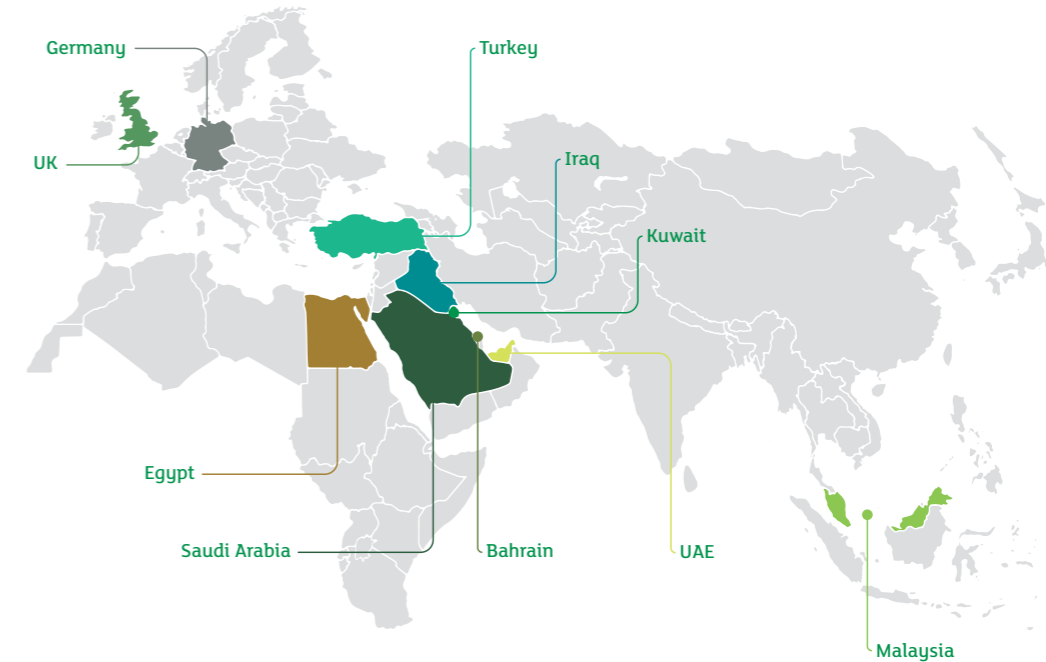 Germany
Turkey
UK
Iraq
Kuwait
Egypt
Saudi Arabia
Bahrain
UAE
Malaysia